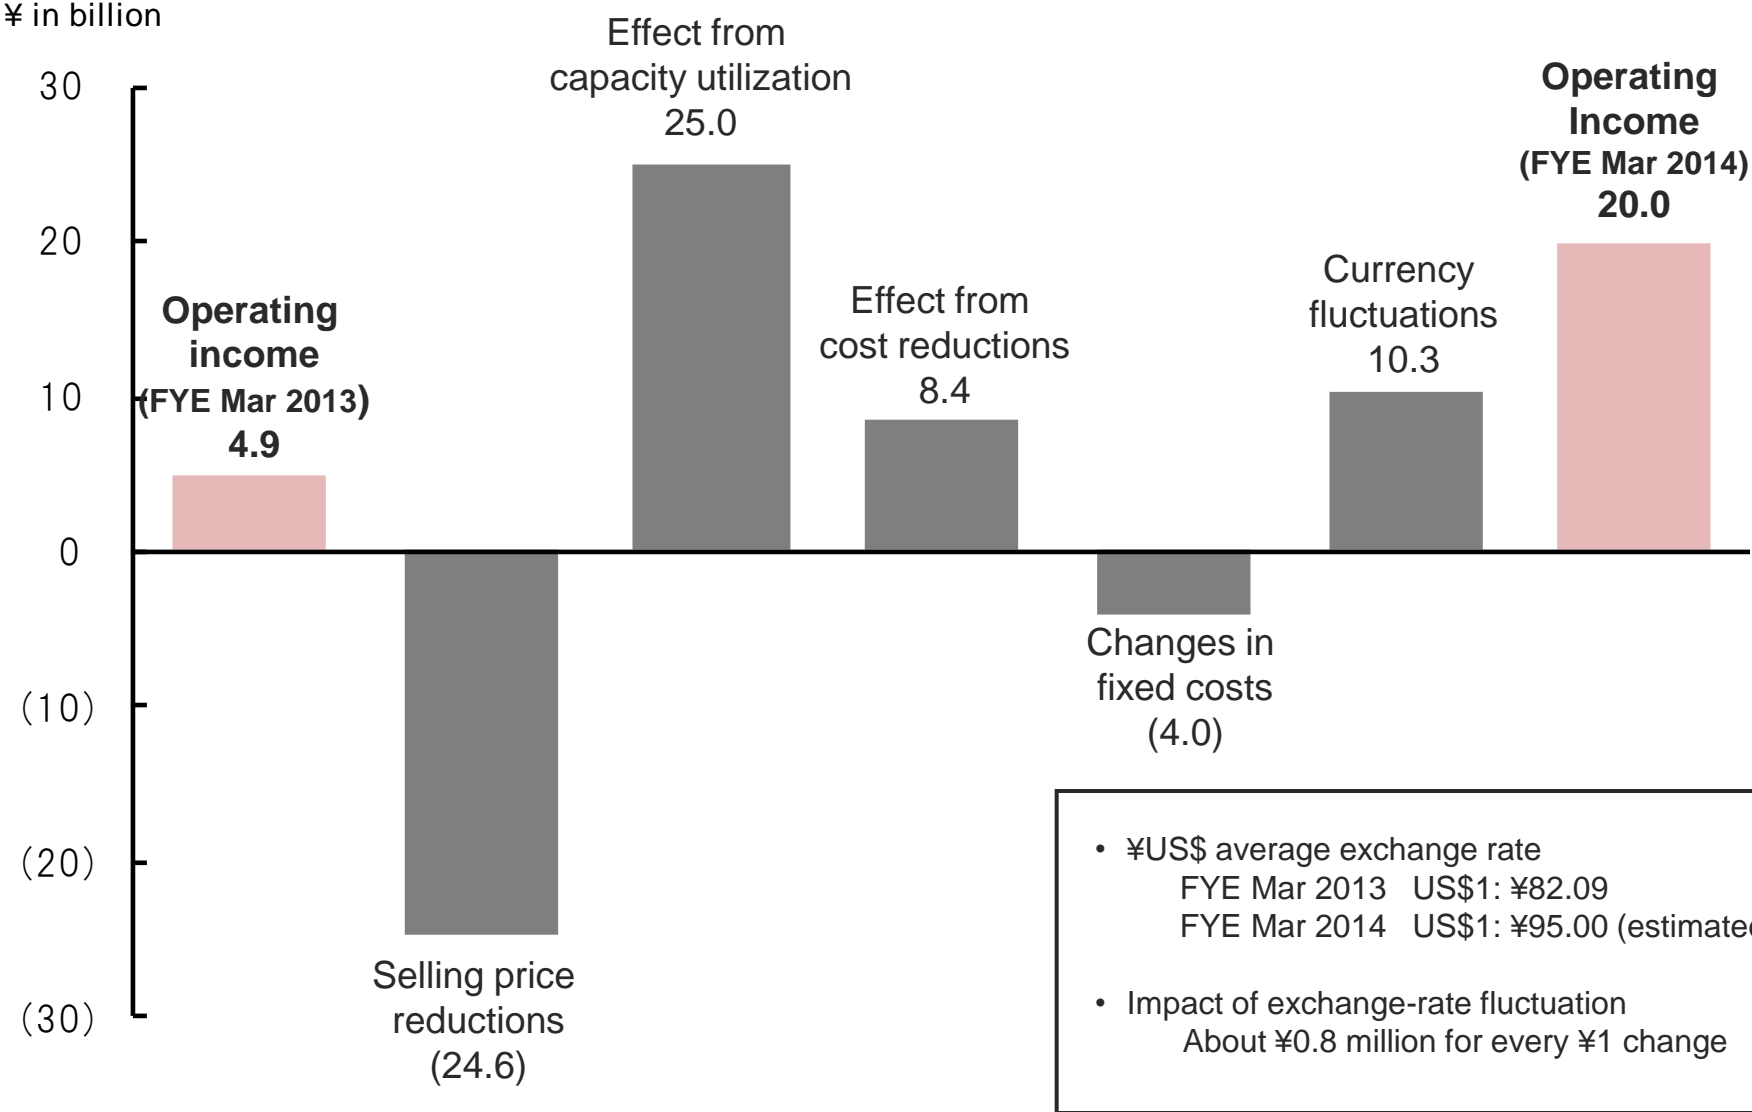 ¥ in billion
30
20
10
0
(10)
(20)
(30)
Operating
income
(FYE Mar 2013)
4.9
Selling price
reductions
(24.6)
Effect from
capacity utilization
25.0
Effect from
cost reductions
8.4
Changes in
fixed costs
(4.0)
Currency
fluctuations
10.3
Operating
Income
(FYE Mar 2014)
20.0
• ¥US$ average exchange rate
FYE Mar 2013 US$1: ¥82.09
FYE Mar 2014 US$1: ¥95.00 (estimated
• Impact of exchange-rate fluctuation
About ¥0.8 million for every ¥1 change